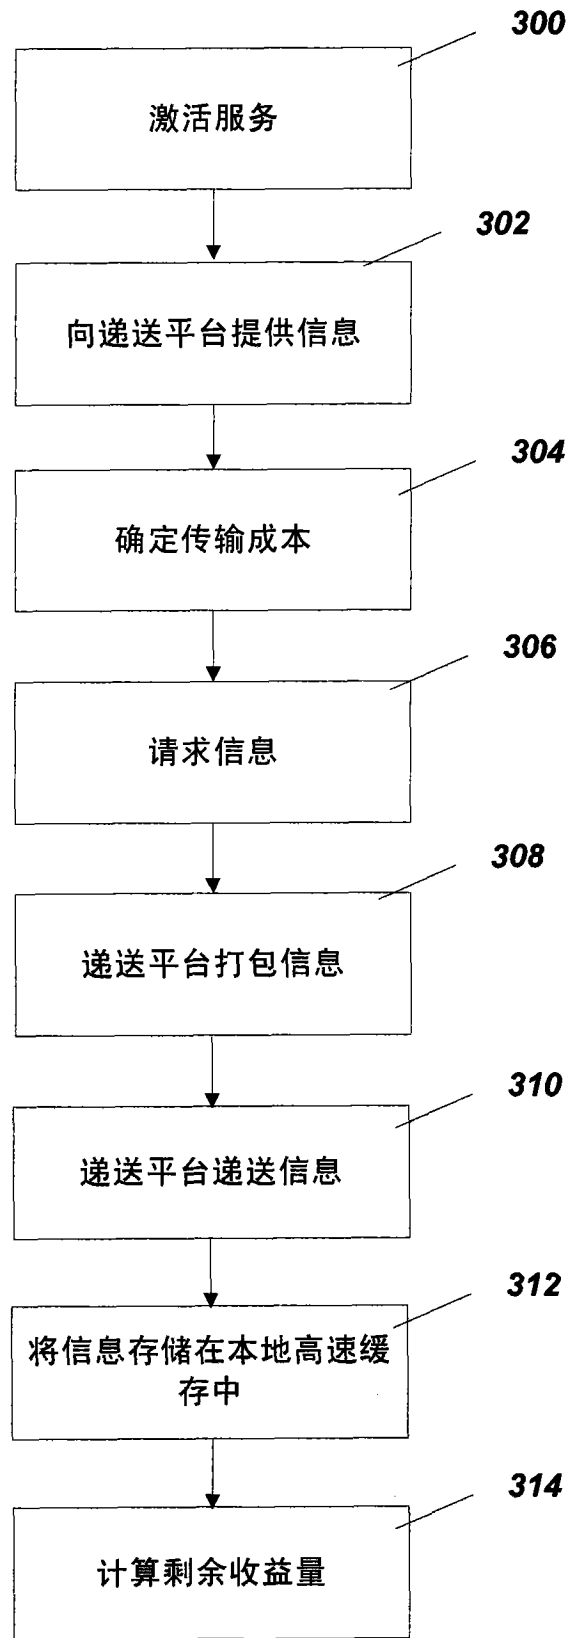 300
激活服务
302
向递送平台提供信息
304
确定传输成本
306
请求信息
308
递送平台打包信息
310
递送平台递送信息
312
将信息存储在本地高速缓
存中
314
计算剩余收益量